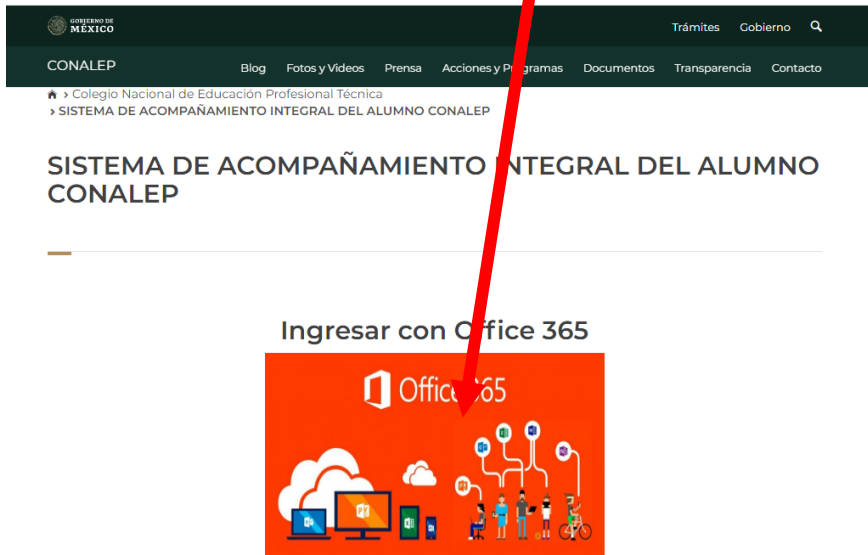 GOBIERNO DE
MÉXICO
Trámites Gobierno
CONALEP Blog Fotos y Videos Prensa Acciones y Programas Documentos Transparencia Contacto
> Colegio Nacional de Educación Profesional Técnica
> SISTEMA DE ACOMPAÑAMIENTO INTEGRAL DEL ALUMNO CONALEP
SISTEMA DE ACOMPAÑAMIENTO INTEGRAL DEL ALUMNO
CONALEP
Ingresar con Office 365
Office 365